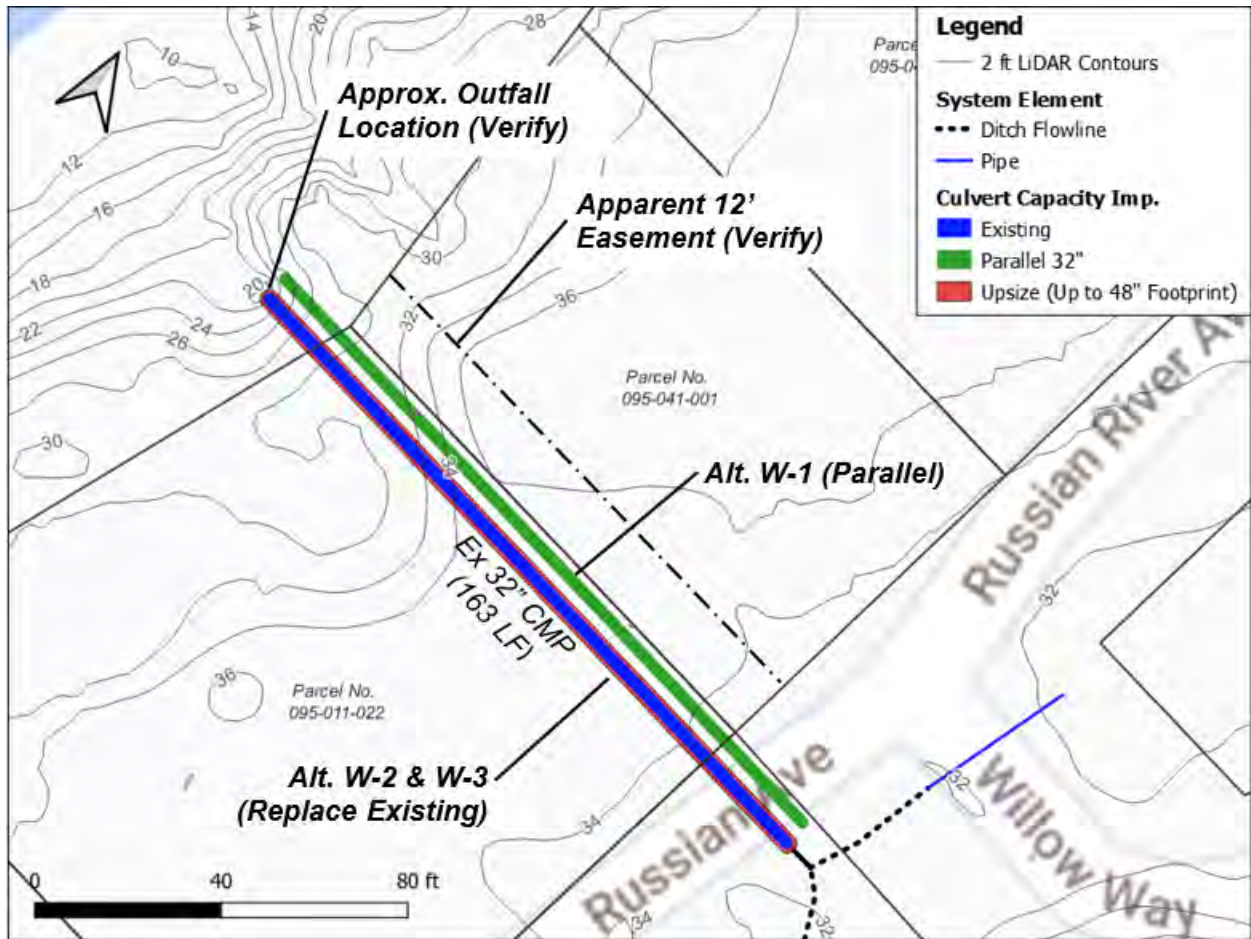 14
20
28
10
Approx. Outfall
Location (Verify)
12
16
Apparent 12'
Easement (Verify)
30
18
20
32
36
22
24
26
Parcel No.
095-041-001
30
34
Alt. W-1 (Parallel)
Ex 32" CMP
(163 LF)
Russian River
32
36
Parcel No.
095-011-022
Alt. W-2 & W-3
(Replace Existing)
34
Russian
32
Willow Way
34
32
0 40 80 ft
Legend
2 ft LiDAR Contours
System Element
Ditch Flowline
Pipe
Culvert Capacity Imp.
Existing
Parallel 32"
Upsize (Up to 48" Footprint)